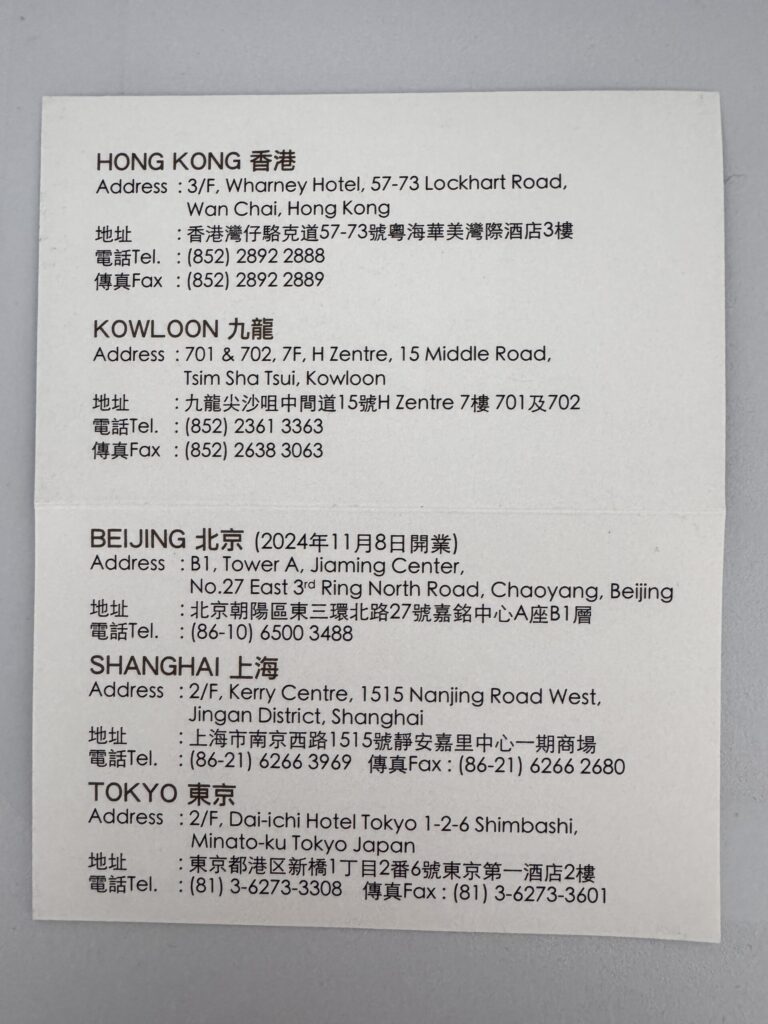 HONG KONG 香港
Address : 3/F, Wharney Hotel, 57-73 Lockhart Road,
Wan Chai, Hong Kong
地址 : 香港灣仔駱克道57-73號粵海華美灣際酒店3樓
電話Tel. : (852) 2892 2888
傳真Fax : (852) 2892 2889
KOWLOON 九龍
Address : 701 & 702, 7F, H Zentre, 15 Middle Road,
Tsim Sha Tsui, Kowloon
地址 : 九龍尖沙咀中間道15號H Zentre 7樓 701及702
電話Tel. : (852) 2361 3363
傳真Fax : (852) 2638 3063
BEIJING 北京 (2024年11月8日開業)
Address : B1, Tower A, Jiaming Center,
No.27 East 3rd Ring North Road, Chaoyang, Beijing
地址 : 北京朝陽區東三環北路27號嘉銘中心A座B1層
電話Tel. : (86-10) 6500 3488
SHANGHAI 上海
Address : 2/F, Kerry Centre, 1515 Nanjing Road West,
Jingan District, Shanghai
地址 : 上海市南京西路1515號靜安嘉里中心一期商場
電話Tel. : (86-21) 6266 3969 傳真Fax : (86-21) 6266 2680
TOKYO 東京
Address : 2/F, Dai-ichi Hotel Tokyo 1-2-6 Shimbashi,
Minato-ku Tokyo Japan
地址 : 東京都港区新橋1丁目2番6號東京第一酒店2樓
電話Tel. : (81) 3-6273-3308 傳真Fax : (81) 3-6273-3601